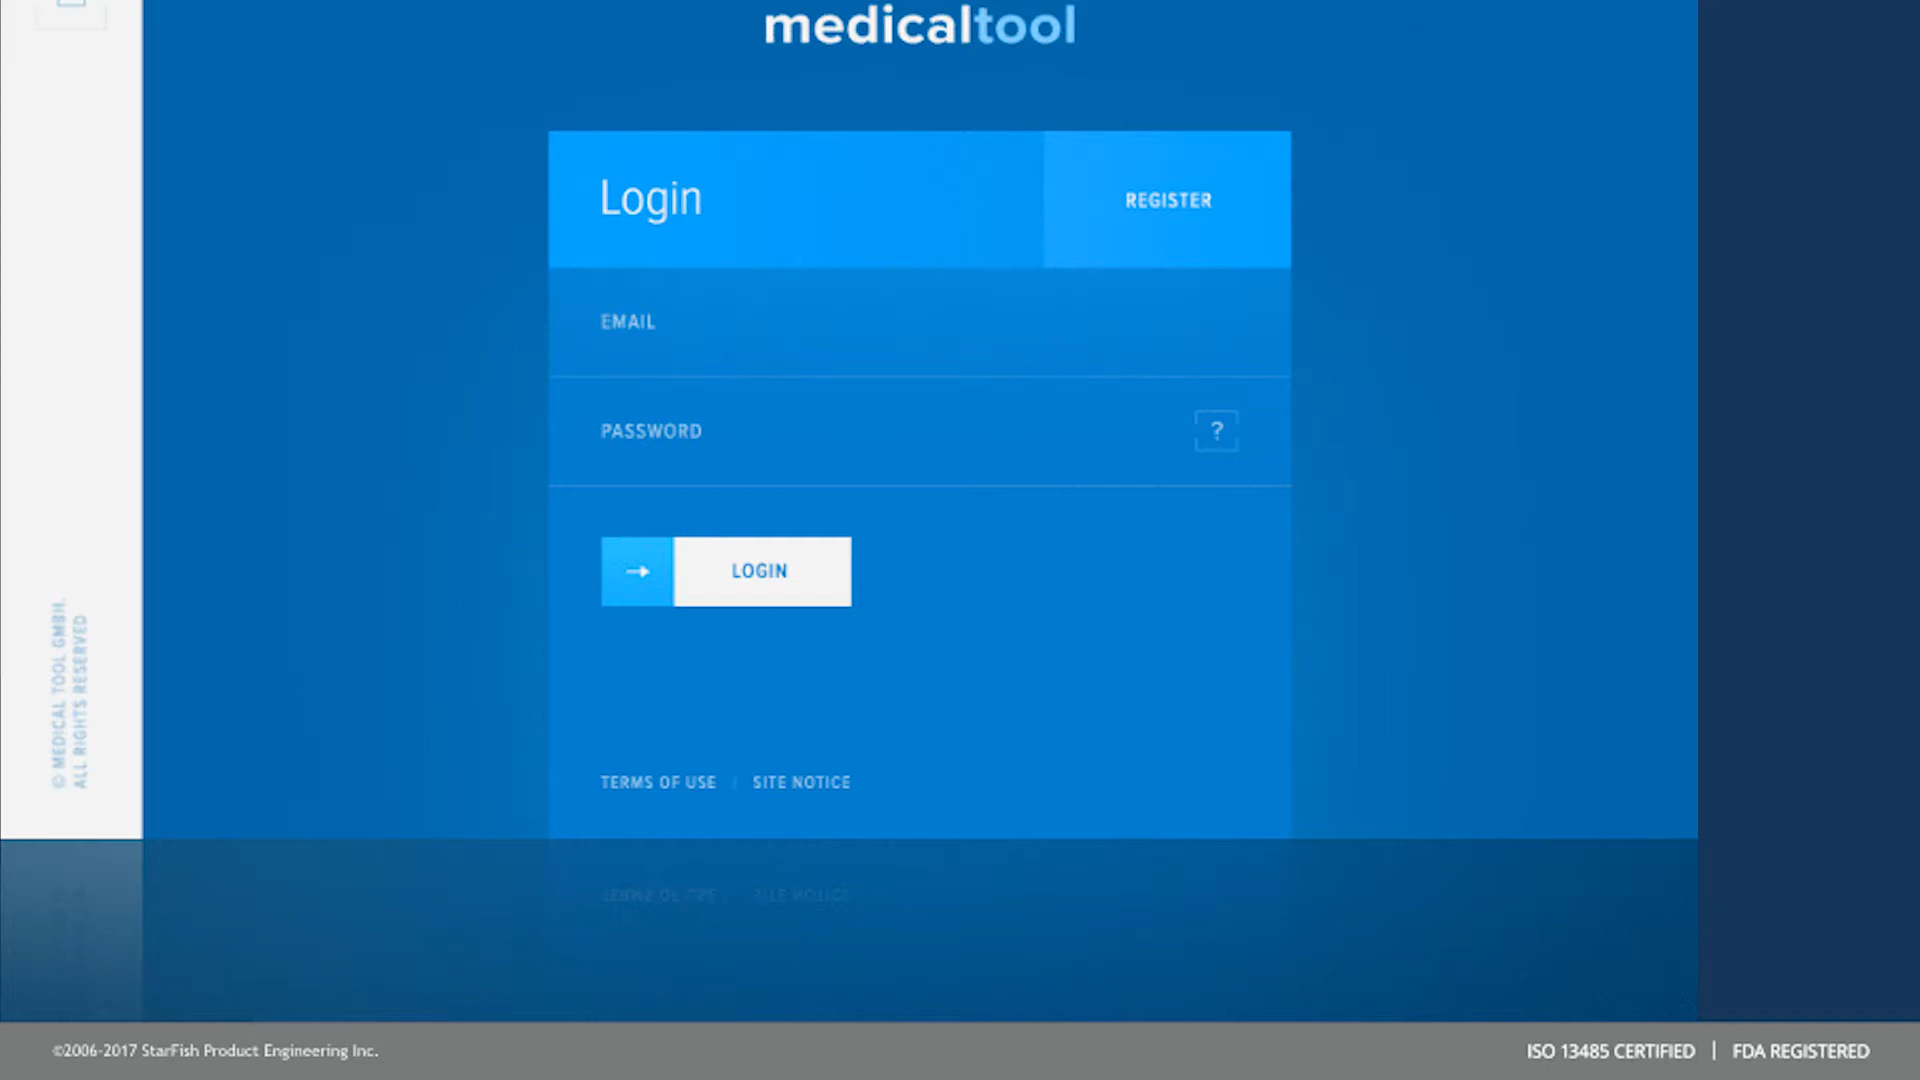 medicaltool
Login
REGISTER
EMAIL
PASSWORD
?
LOGIN
© MEDICAL TOOL GMBH.
ALL RIGHTS RESERVED
TERMS OF USE | SITE NOTICE
©2006-2017 StarFish Product Engineering Inc.
ISO 13485 CERTIFIED | FDA REGISTERED